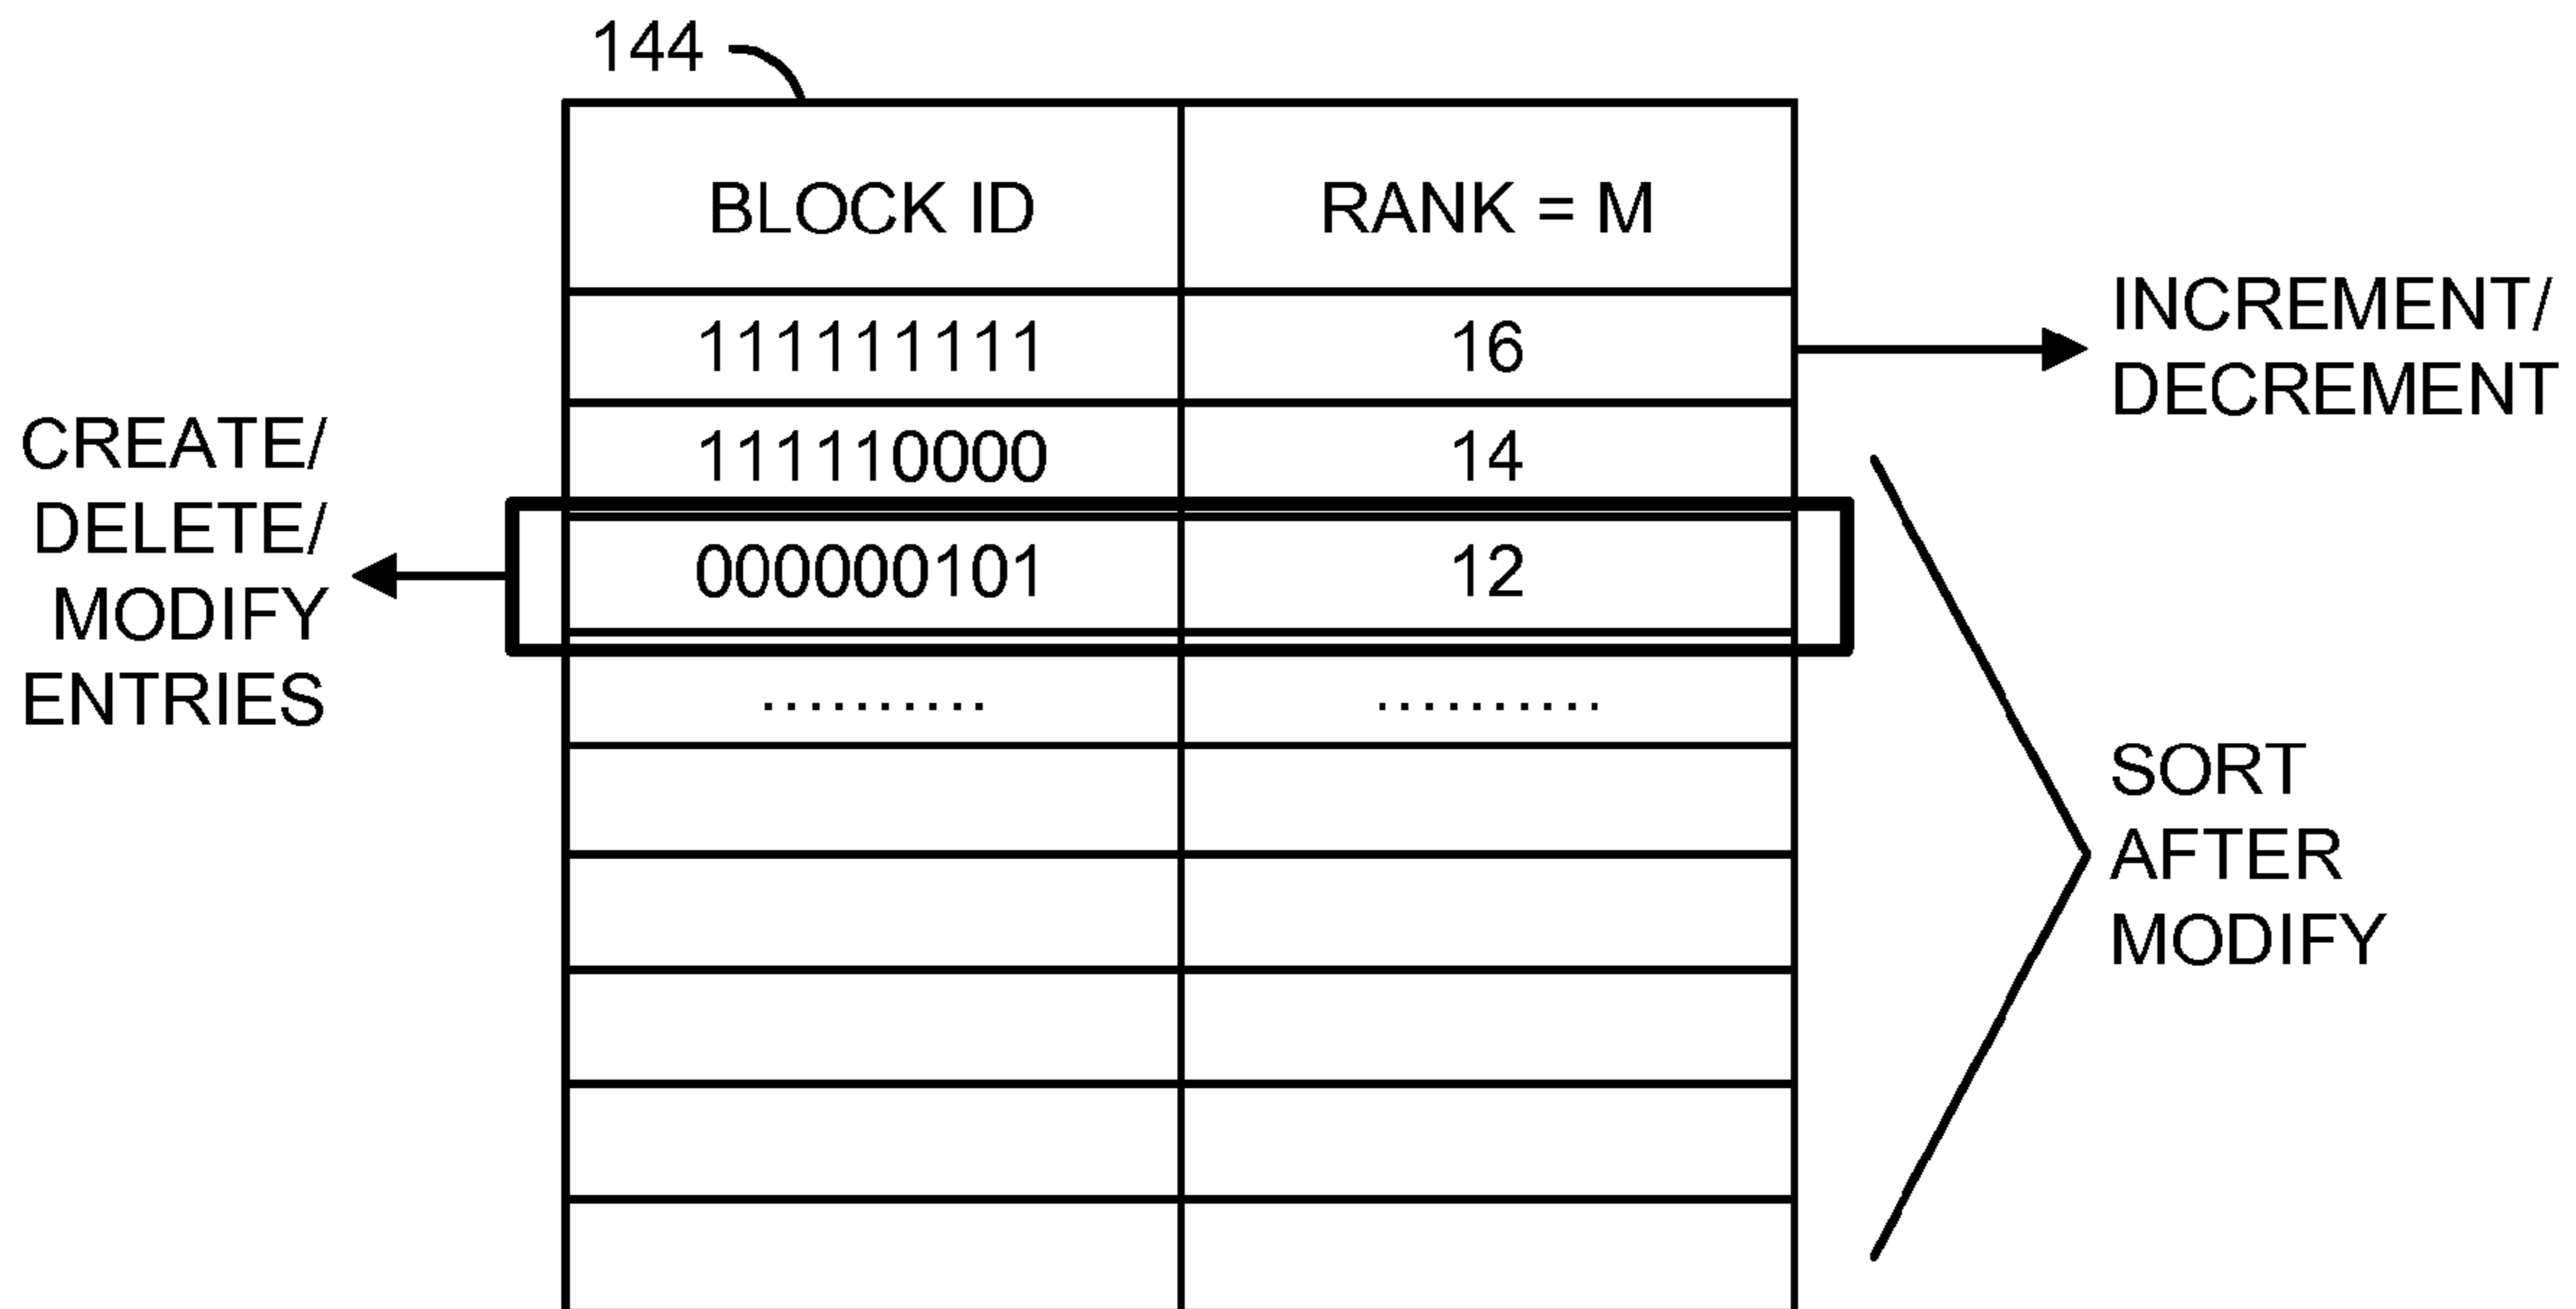 144
BLOCK ID RANK = M
111111111 16
111110000 14
000000101 12
.......... ..........
CREATE/
DELETE/
MODIFY
ENTRIES
INCREMENT/
DECREMENT
SORT
AFTER
MODIFY